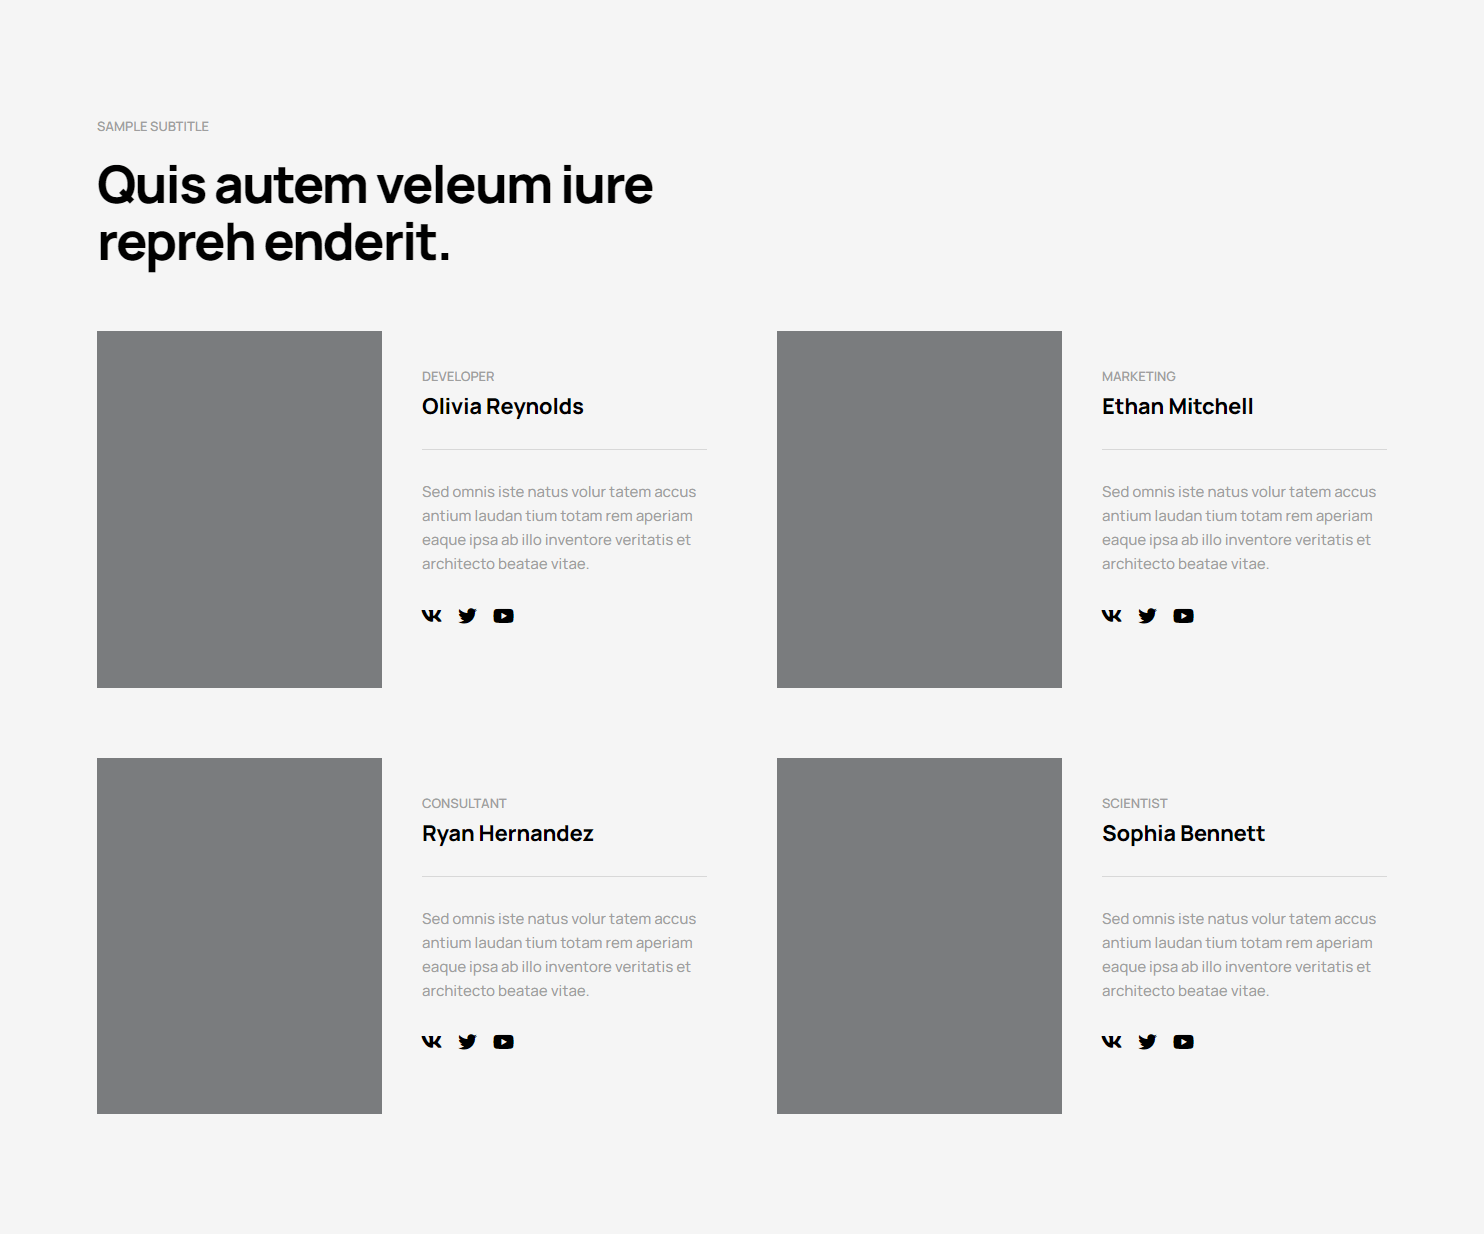 SAMPLE SUBTITLE
Quis autem veleum iure
repreh enderit.
DEVELOPER
Olivia Reynolds
Sed omnis iste natus volur tatem accus
antium laudan tium totam rem aperiam
eaque ipsa ab illo inventore veritatis et
architecto beatae vitae.
MARKETING
Ethan Mitchell
Sed omnis iste natus volur tatem accus
antium laudan tium totam rem aperiam
eaque ipsa ab illo inventore veritatis et
architecto beatae vitae.
CONSULTANT
Ryan Hernandez
Sed omnis iste natus volur tatem accus
antium laudan tium totam rem aperiam
eaque ipsa ab illo inventore veritatis et
architecto beatae vitae.
SCIENTIST
Sophia Bennett
Sed omnis iste natus volur tatem accus
antium laudan tium totam rem aperiam
eaque ipsa ab illo inventore veritatis et
architecto beatae vitae.